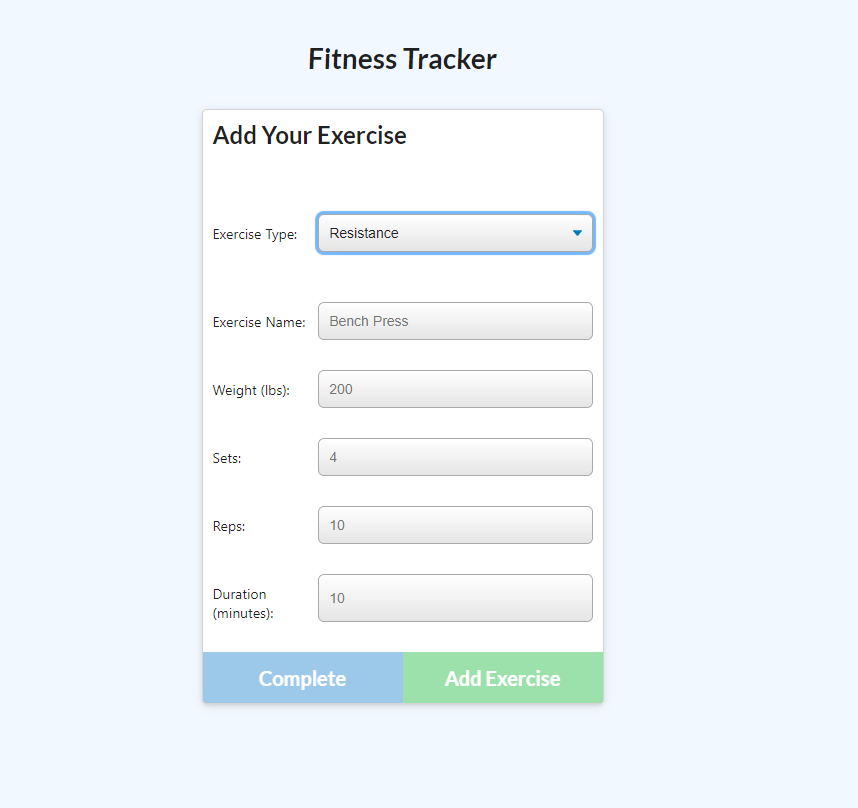 Fitness Tracker
Add Your Exercise
Exercise Type: Resistance
Exercise Name: Bench Press
Weight (lbs): 200
Sets: 4
Reps: 10
Duration
(minutes): 10
Complete Add Exercise